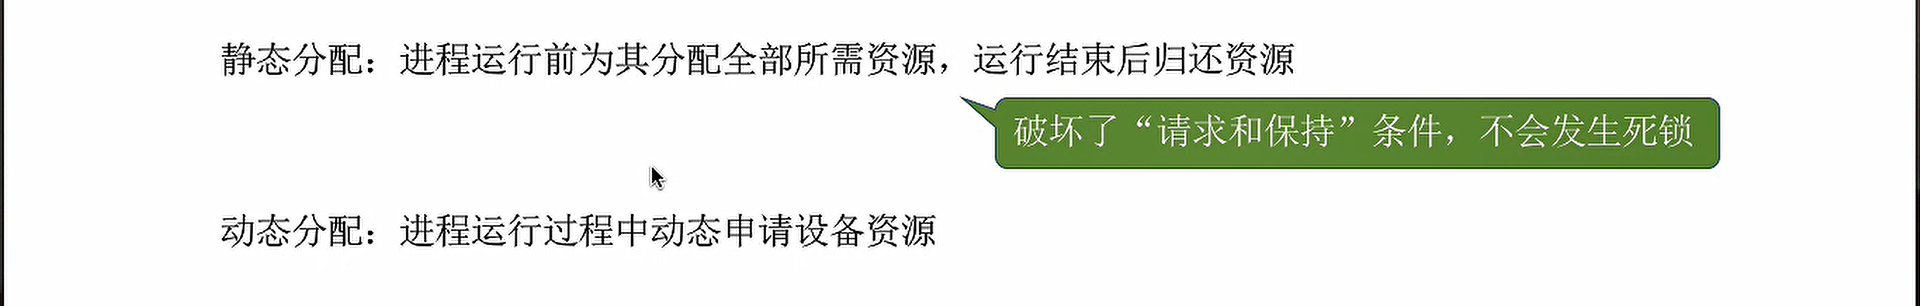 静态分配：进程运行前为其分配全部所需资源，运行结束后归还资源
破坏了“请求和保持”条件，不会发生死锁
动态分配：进程运行过程中动态申请设备资源